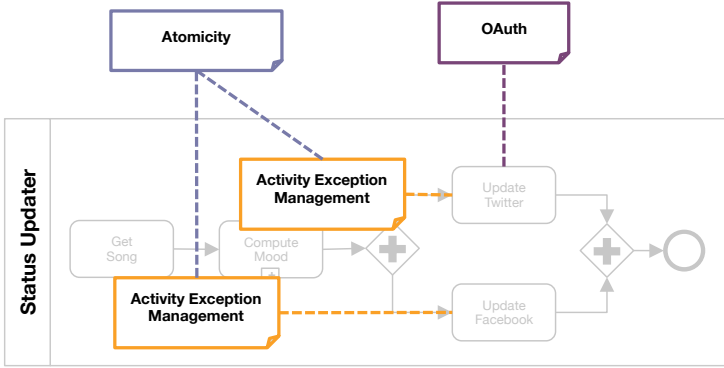 Atomicity
OAuth
Status Updater
Activity Exception
Management
Update
Twitter
Get
Song
Compute
Mood
Activity Exception
Management
Update
Facebook